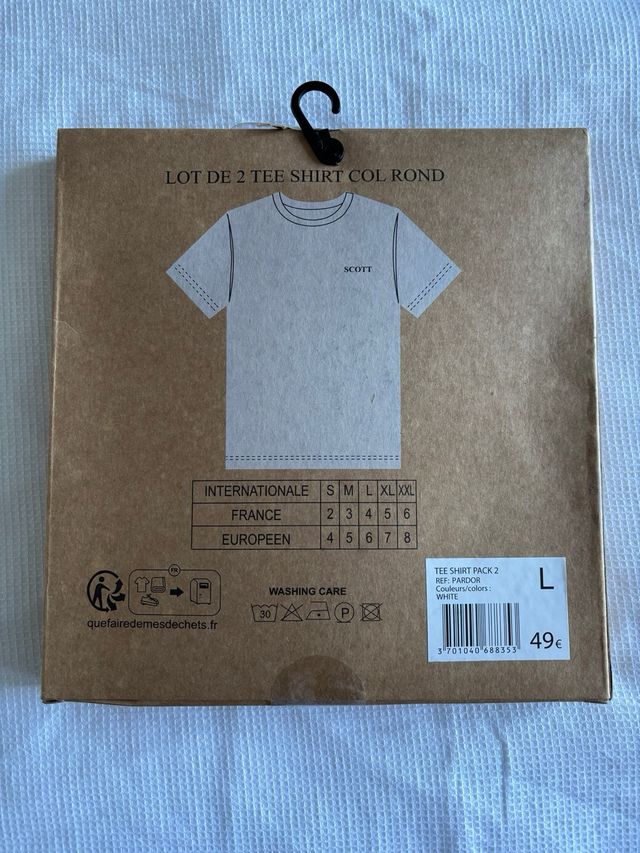 LOT DE 2 TEE SHIRT COL ROND
SCOTT
INTERNATIONALE S M L XL XXL
FRANCE 2 3 4 5 6
EUROPEEN 4 5 6 7 8
FR
quefairedemesdechets.fr
WASHING CARE
30 P
TEE SHIRT PACK 2
REF: PARDOR
Couleurs/colors :
WHITE
L
3 701040 688353
49€